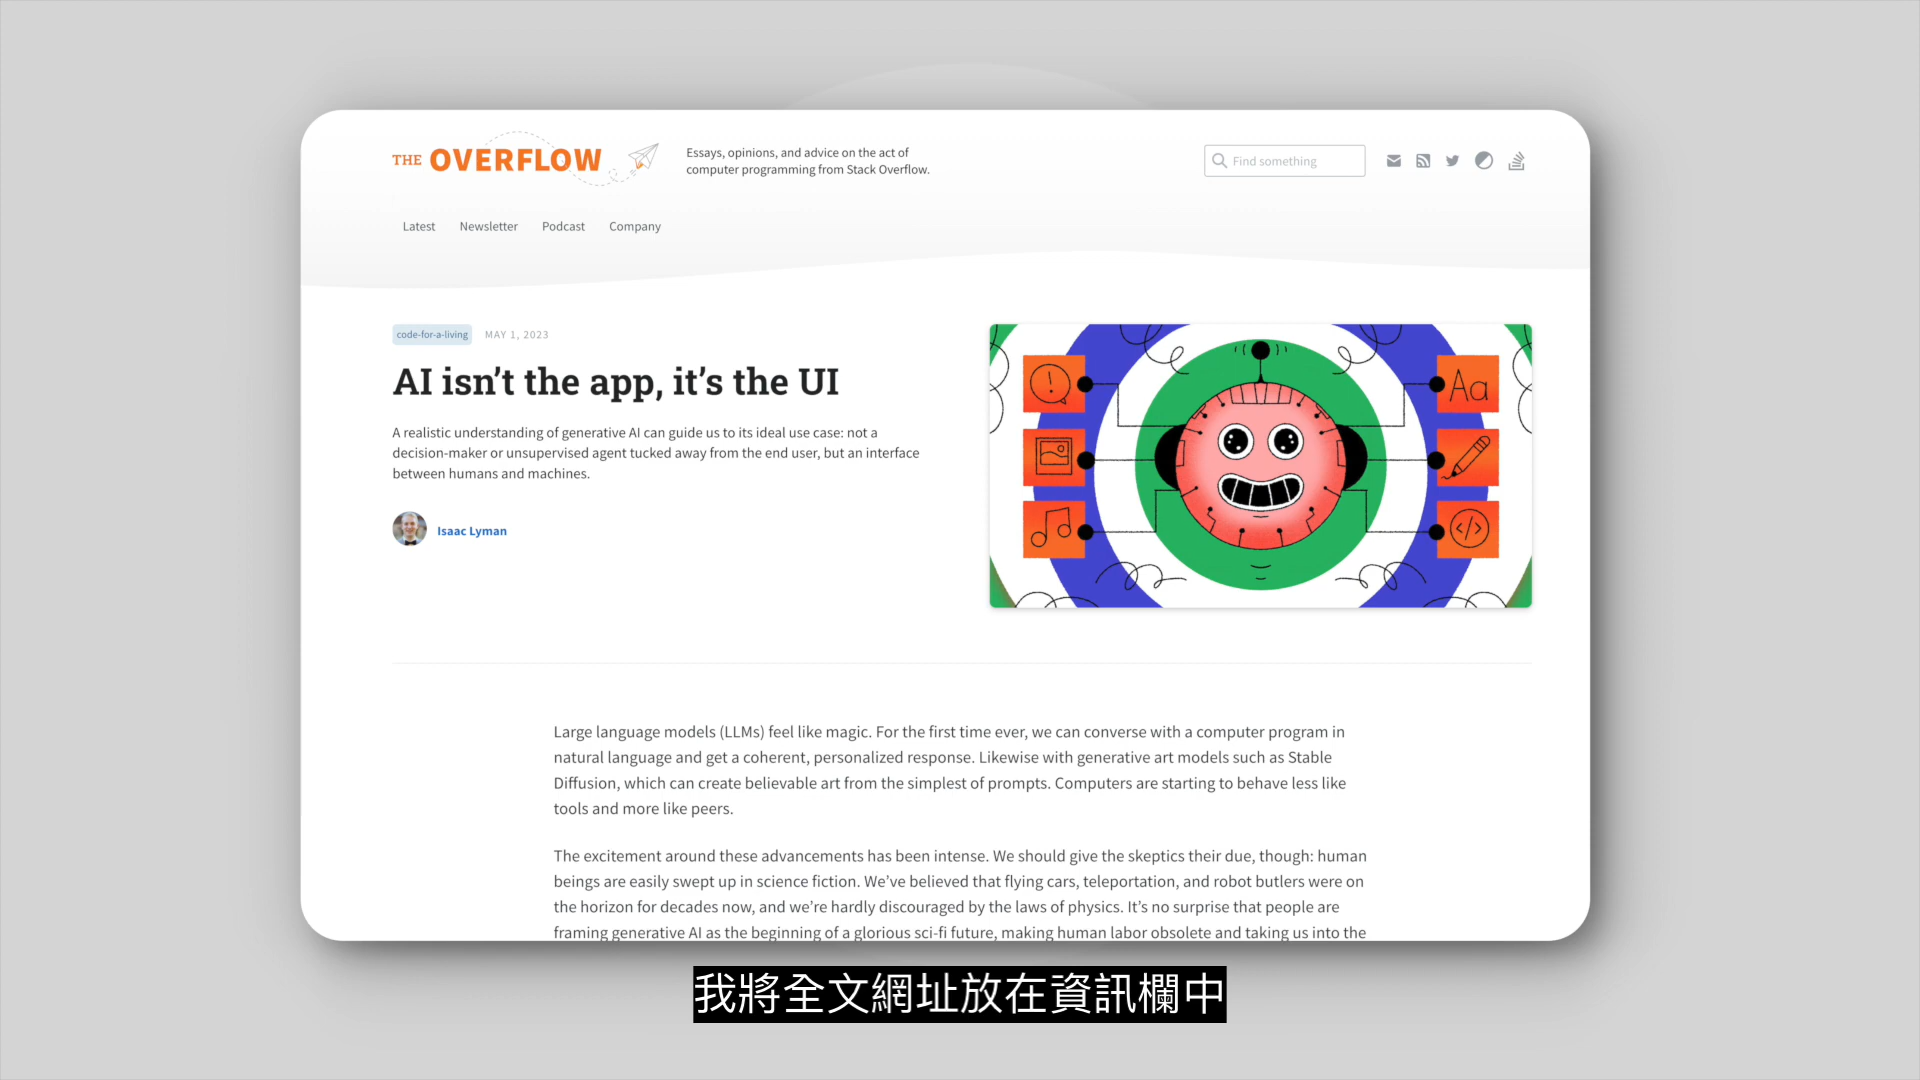 THE OVERFLOW
Essays, opinions, and advice on the act of
computer programming from Stack Overflow.
Find something
Latest Newsletter Podcast Company
code-for-a-living MAY 1, 2023
AI isn’t the app, it’s the UI
A realistic understanding of generative AI can guide us to its ideal use case: not a
decision-maker or unsupervised agent tucked away from the end user, but an interface
between humans and machines.
Isaac Lyman
Aa
</>
Large language models (LLMs) feel like magic. For the first time ever, we can converse with a computer program in
natural language and get a coherent, personalized response. Likewise with generative art models such as Stable
Diffusion, which can create believable art from the simplest of prompts. Computers are starting to behave less like
tools and more like peers.
The excitement around these advancements has been intense. We should give the skeptics their due, though: human
beings are easily swept up in science fiction. We’ve believed that flying cars, teleportation, and robot butlers were on
the horizon for decades now, and we’re hardly discouraged by the laws of physics. It’s no surprise that people are
framing generative AI as the beginning of a glorious sci-fi future, making human labor obsolete and taking us into the
我將全文網址放在資訊欄中